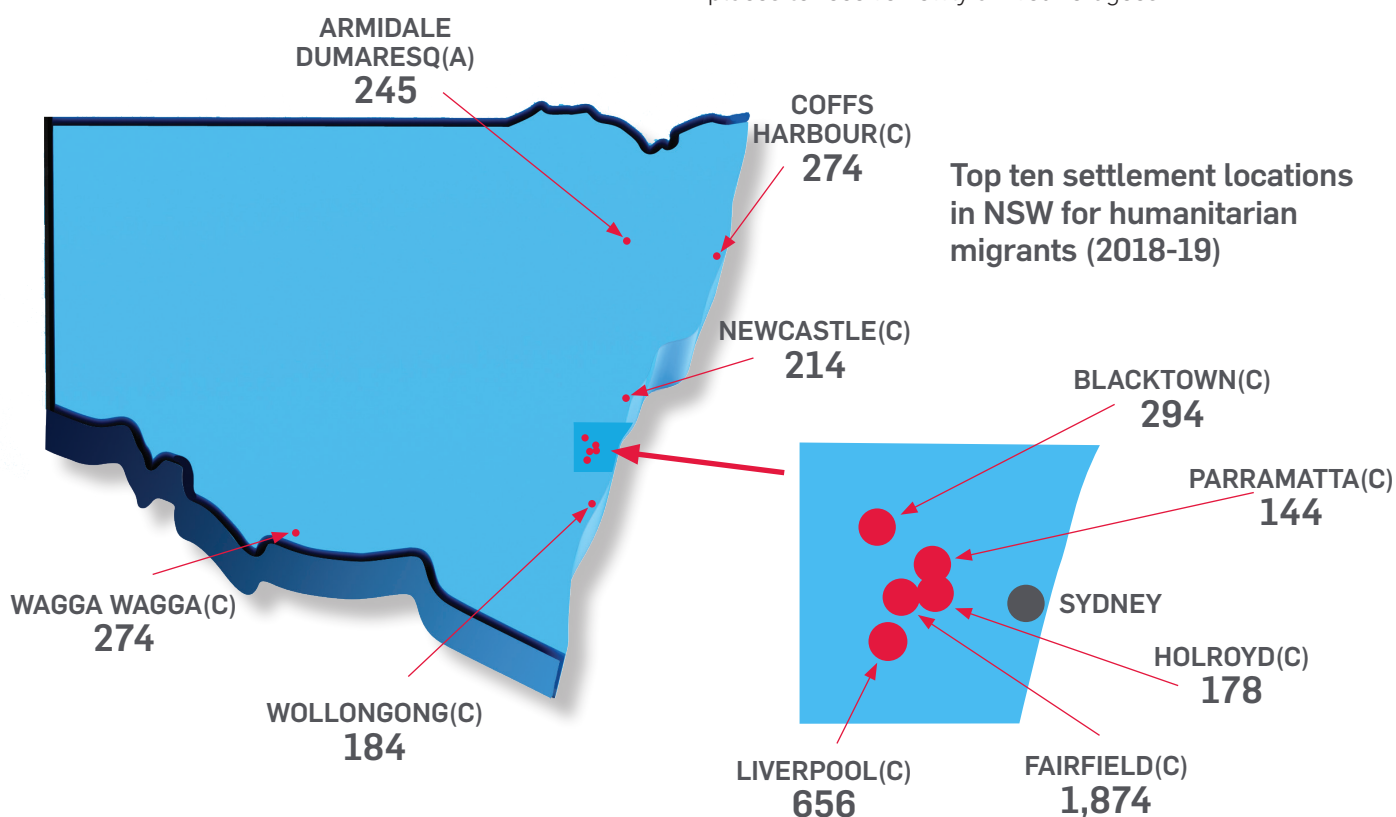 ARMIDALE
DUMARESQ(A)
245
COFFS
HARBOUR(C)
274
Top ten settlement locations
in NSW for humanitarian
migrants (2018-19)
NEWCASTLE(C)
214
BLACKTOWN(C)
294
PARRAMATTA(C)
144
SYDNEY
WAGGA WAGGA(C)
274
HOLROYD(C)
178
WOLLONGONG(C)
184
LIVERPOOL(C)
656
FAIRFIELD(C)
1,874